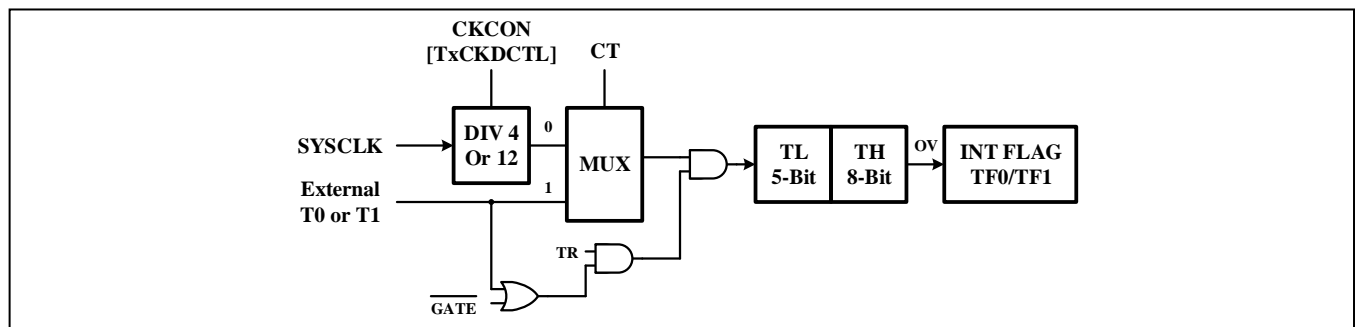 CKCON
[TxCKDCTL]
CT
SYSCLK
DIV 4
Or 12
0
MUX
External
T0 or T1
1
TL
5-Bit
TH
8-Bit
OV
INT FLAG
TF0/TF1
TR
GATE